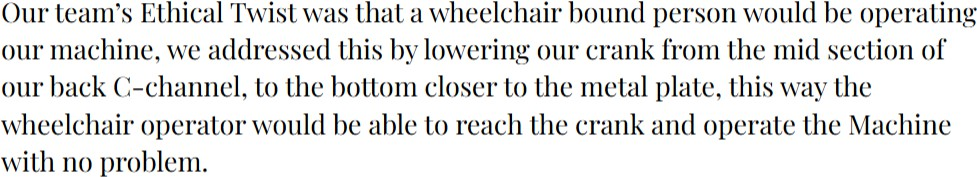 Our team's Ethical Twist was that a wheelchair bound person would be operating
our machine, we addressed this by lowering our crank from the mid section of
our back C-channel, to the bottom closer to the metal plate, this way the
wheelchair operator would be able to reach the crank and operate the Machine
with no problem.